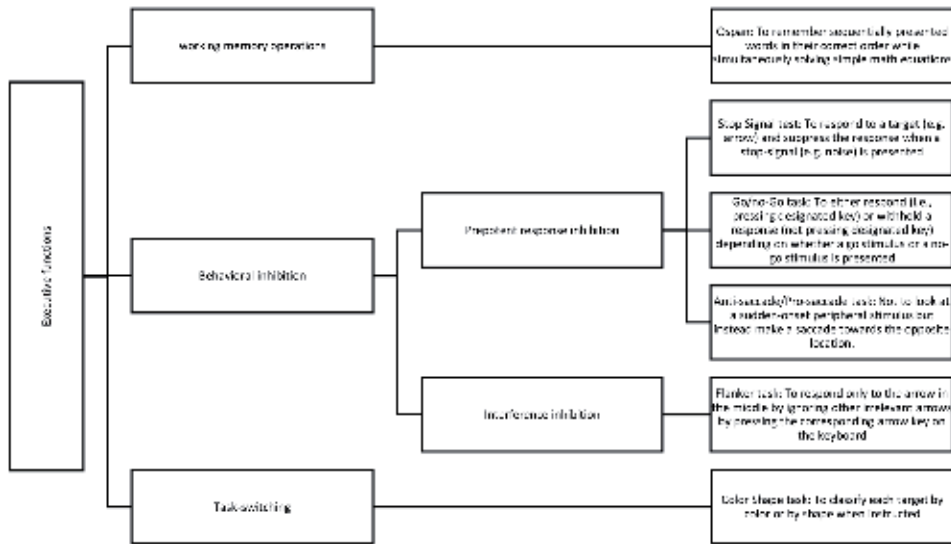 Executive functions
Working memory operations
Ospan: To remember sequentially presented
words in their correct order while
simultaneously solving simple math equations
Behavioral inhibition
Prepotent response inhibition
Stop Signal test: To respond to a target (e.g.
arrow) and suppress the response when a
stop-signal (e.g. noise) is presented
Go/no-Go task: To either respond (i.e.,
pressing designated key) or withhold a
response (not pressing designated key)
depending on whether a go stimulus or a no-
go stimulus is presented
Anti-saccade/Pro-saccade task: Not to look at
a sudden-onset peripheral stimulus but
instead make a saccade towards the opposite
location.
Interference inhibition
Flanker task: To respond only to the arrow in
the middle by ignoring other irrelevant arrows
by pressing the corresponding arrow key on
the keyboard
Task-switching
Color Shape task: To classify each target by
color or by shape when instructed